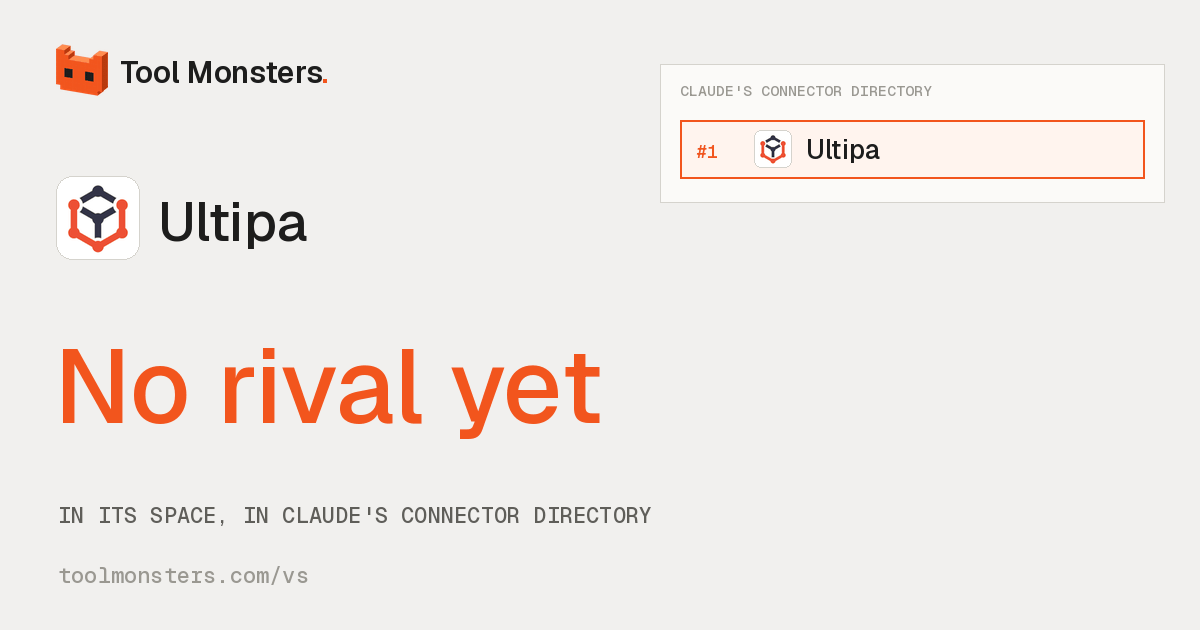 Tool Monsters.
CLAUDE'S CONNECTOR DIRECTORY
#1 Ultipa
Ultipa
No rival yet
IN ITS SPACE, IN CLAUDE'S CONNECTOR DIRECTORY
toolmonsters.com/vs